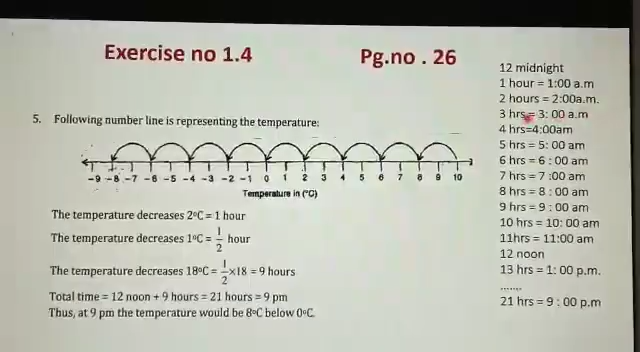 Exercise no 1.4
Pg.no . 26
5. Following number line is representing the temperature:
-9 -8 -7 -6 -5 -4 -3 -2 -1 0 1 2 3 4 5 6 7 8 9 10
Temperature in (°C)
The temperature decreases 2°C = 1 hour
The temperature decreases 1°C = 1/2 hour
The temperature decreases 18°C = 1/2 ×18 = 9 hours
Total time = 12 noon + 9 hours = 21 hours = 9 pm
Thus, at 9 pm the temperature would be 8°C below 0°C.
12 midnight
1 hour = 1:00 a.m
2 hours = 2:00a.m.
3 hrs = 3: 00 a.m
4 hrs=4:00am
5 hrs = 5: 00 am
6 hrs = 6 : 00 am
7 hrs = 7 :00 am
8 hrs = 8 : 00 am
9 hrs = 9 : 00 am
10 hrs = 10: 00 am
11hrs = 11:00 am
12 noon
13 hrs = 1: 00 p.m.
.......
21 hrs = 9 : 00 p.m